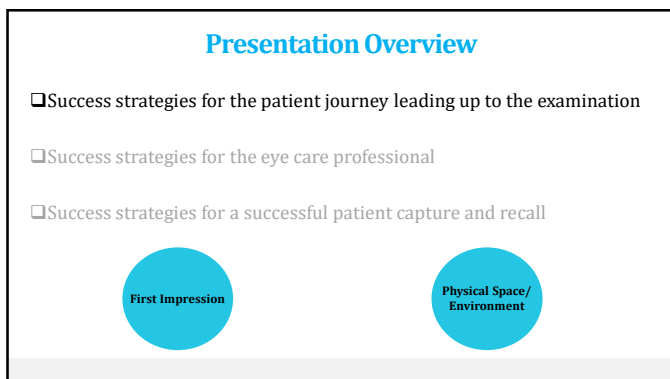 Presentation Overview
❑Success strategies for the patient journey leading up to the examination
❑Success strategies for the eye care professional
❑Success strategies for a successful patient capture and recall
First Impression
Physical Space/
Environment